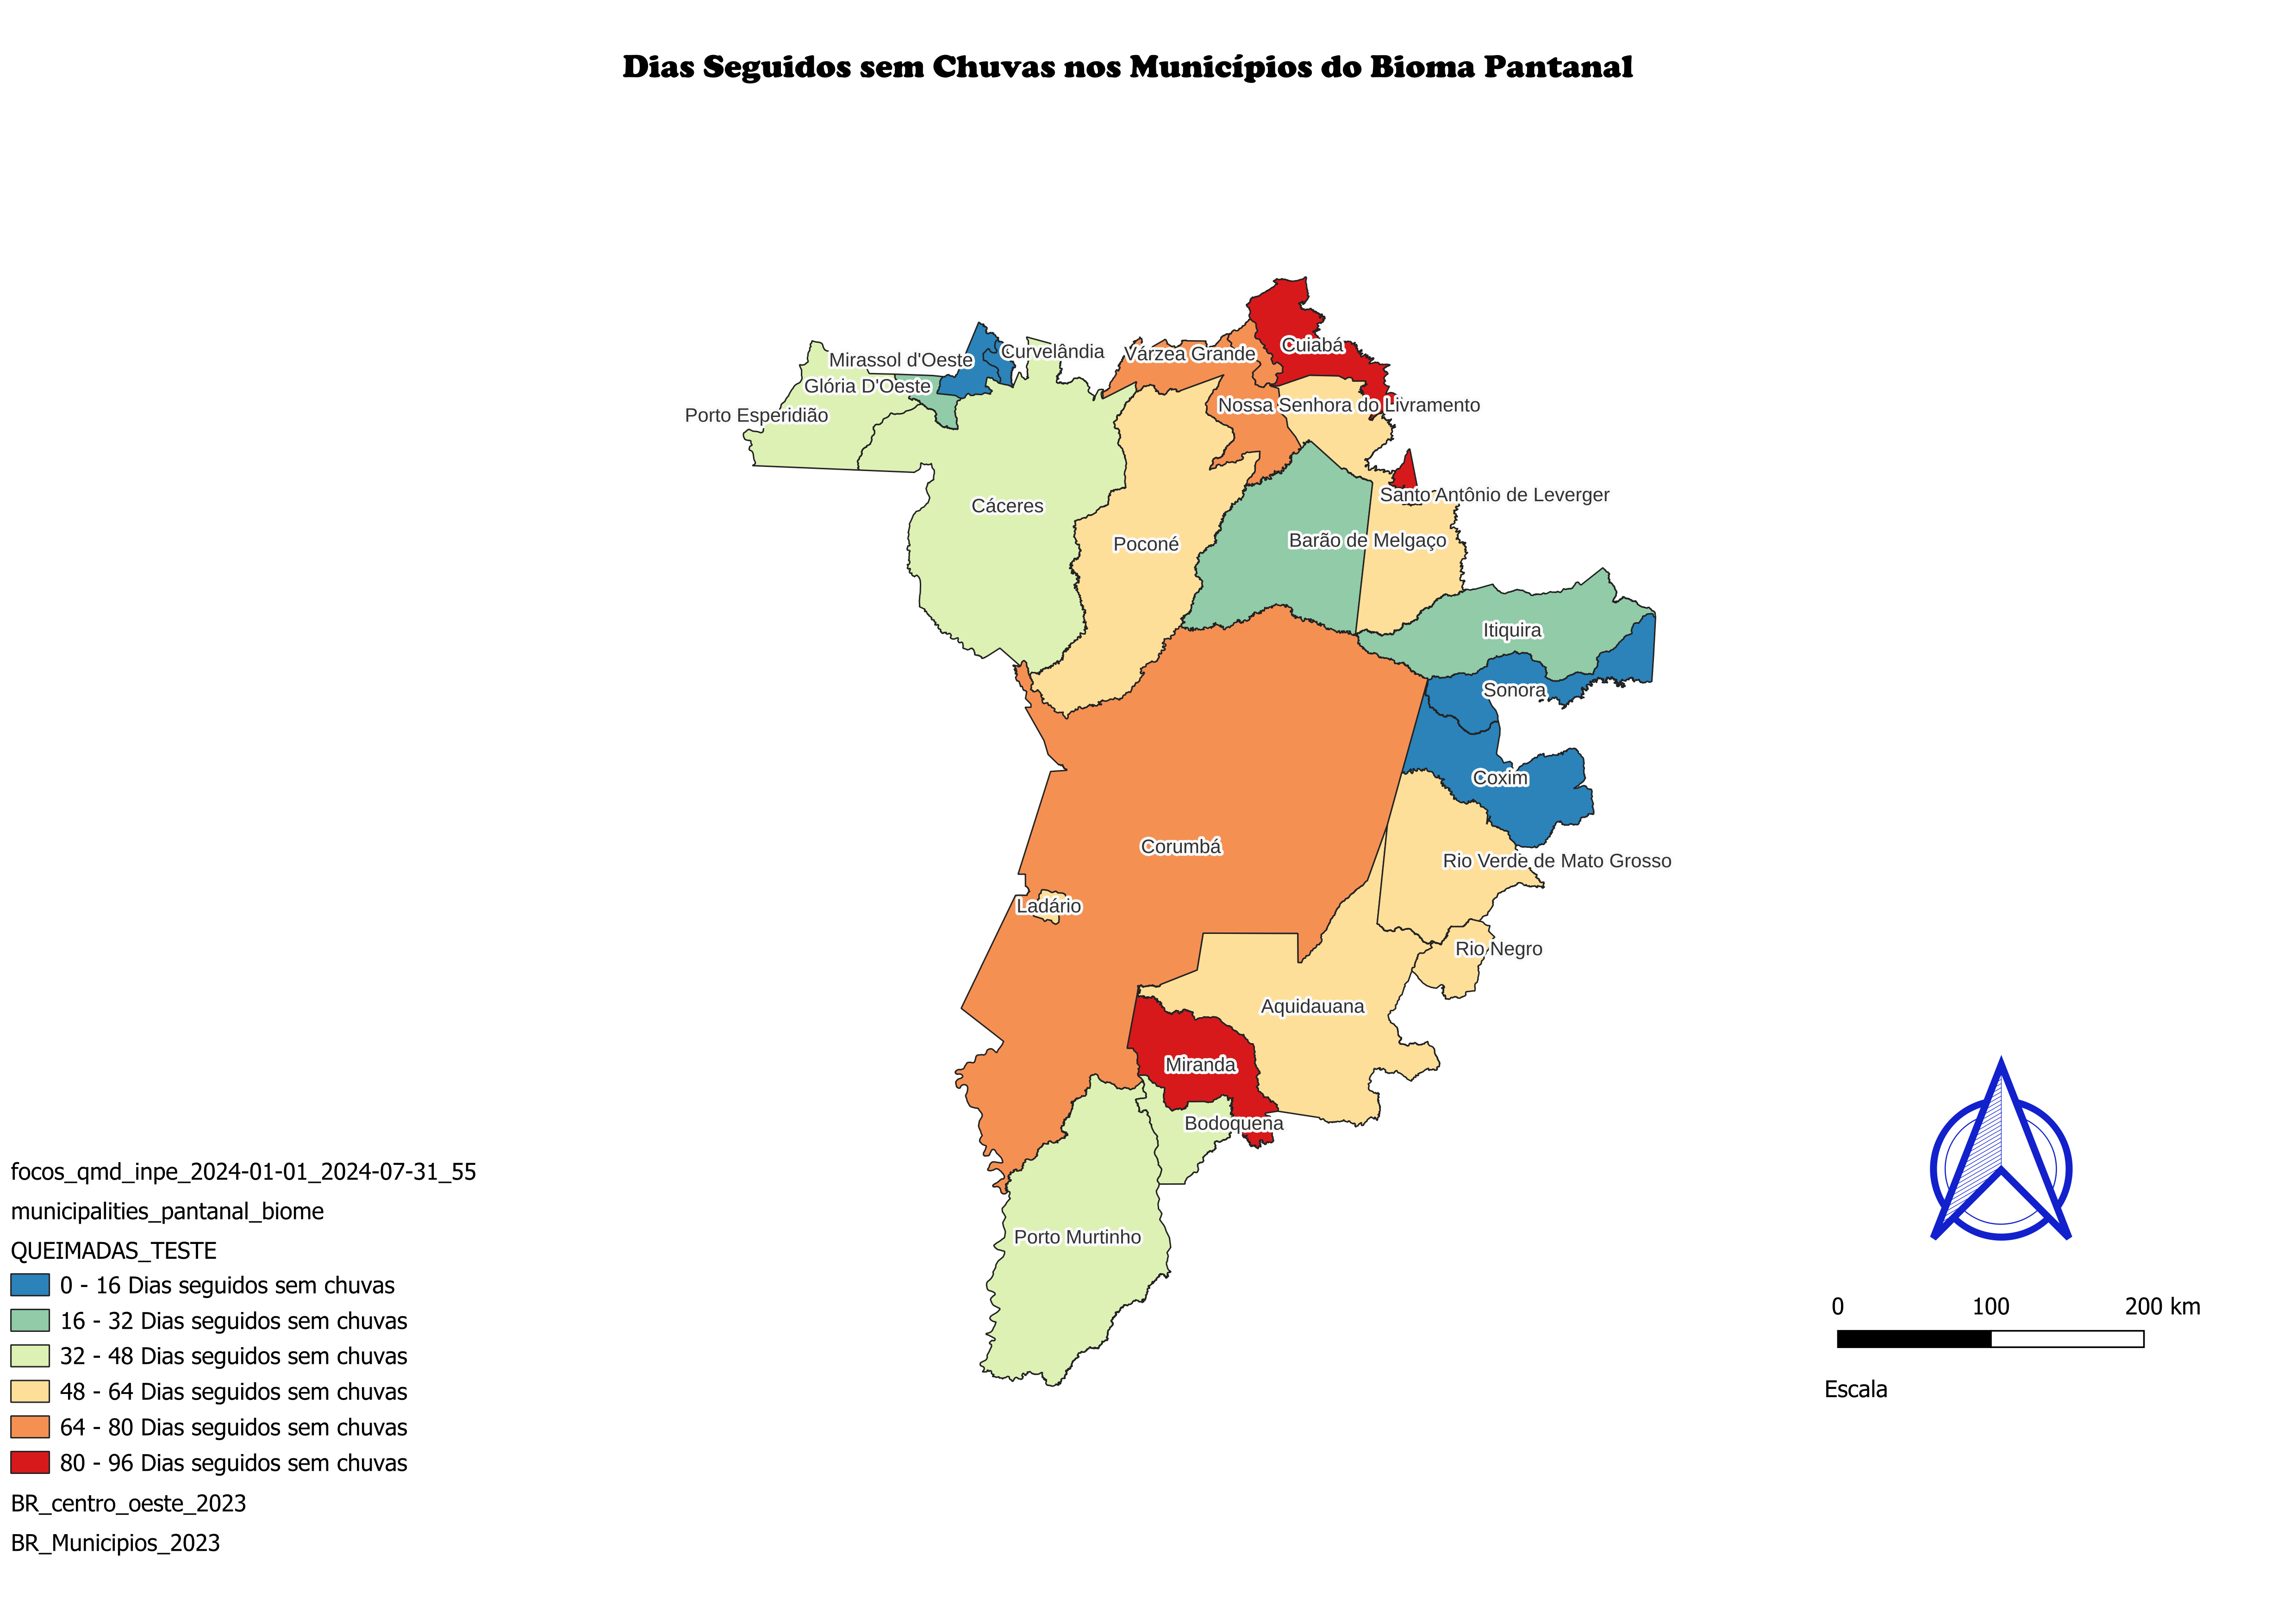 Dias Seguidos sem Chuvas nos Municípios do Bioma Pantanal
Cuiabá
Curvelândia
Várzea Grande
Mirassol d'Oeste
Glória D'Oeste
Nossa Senhora do Livramento
Porto Esperidião
Santo Antônio de Leverger
Cáceres
Barão de Melgaço
Poconé
Itiquira
Sonora
Coxim
Corumbá
Rio Verde de Mato Grosso
Ladário
Rio Negro
Aquidauana
Miranda
Bodoquena
Porto Murtinho
focos_qmd_inpe_2024-01-01_2024-07-31_55
municipalities_pantanal_biome
QUEIMADAS_TESTE
0 - 16 Dias seguidos sem chuvas
16 - 32 Dias seguidos sem chuvas
32 - 48 Dias seguidos sem chuvas
48 - 64 Dias seguidos sem chuvas
64 - 80 Dias seguidos sem chuvas
80 - 96 Dias seguidos sem chuvas
BR_centro_oeste_2023
BR_Municipios_2023
0 100 200 km
Escala